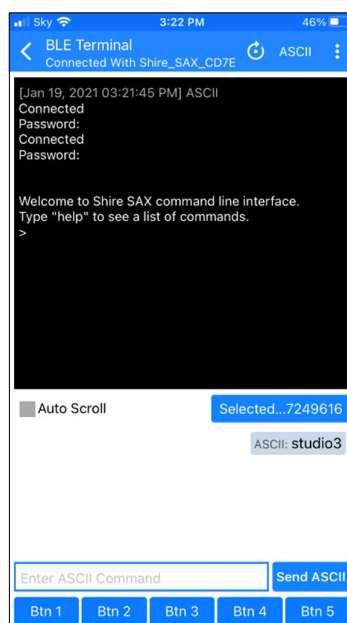 Sky 3:22 PM 46%
BLE Terminal
Connected With Shire_SAX_CD7E
ASCII
[Jan 19, 2021 03:21:45 PM] ASCII
Connected
Password:
Connected
Password:
Welcome to Shire SAX command line interface.
Type "help" to see a list of commands.
>
Auto Scroll
Selected...7249616
ASCII: studio3
Enter ASCII Command
Send ASCII
Btn 1 Btn 2 Btn 3 Btn 4 Btn 5